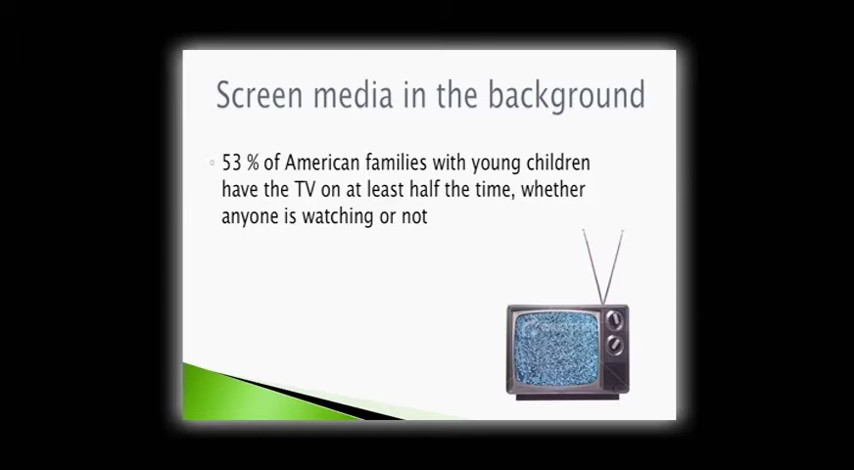 Screen media in the background
53 % of American families with young children
have the TV on at least half the time, whether
anyone is watching or not